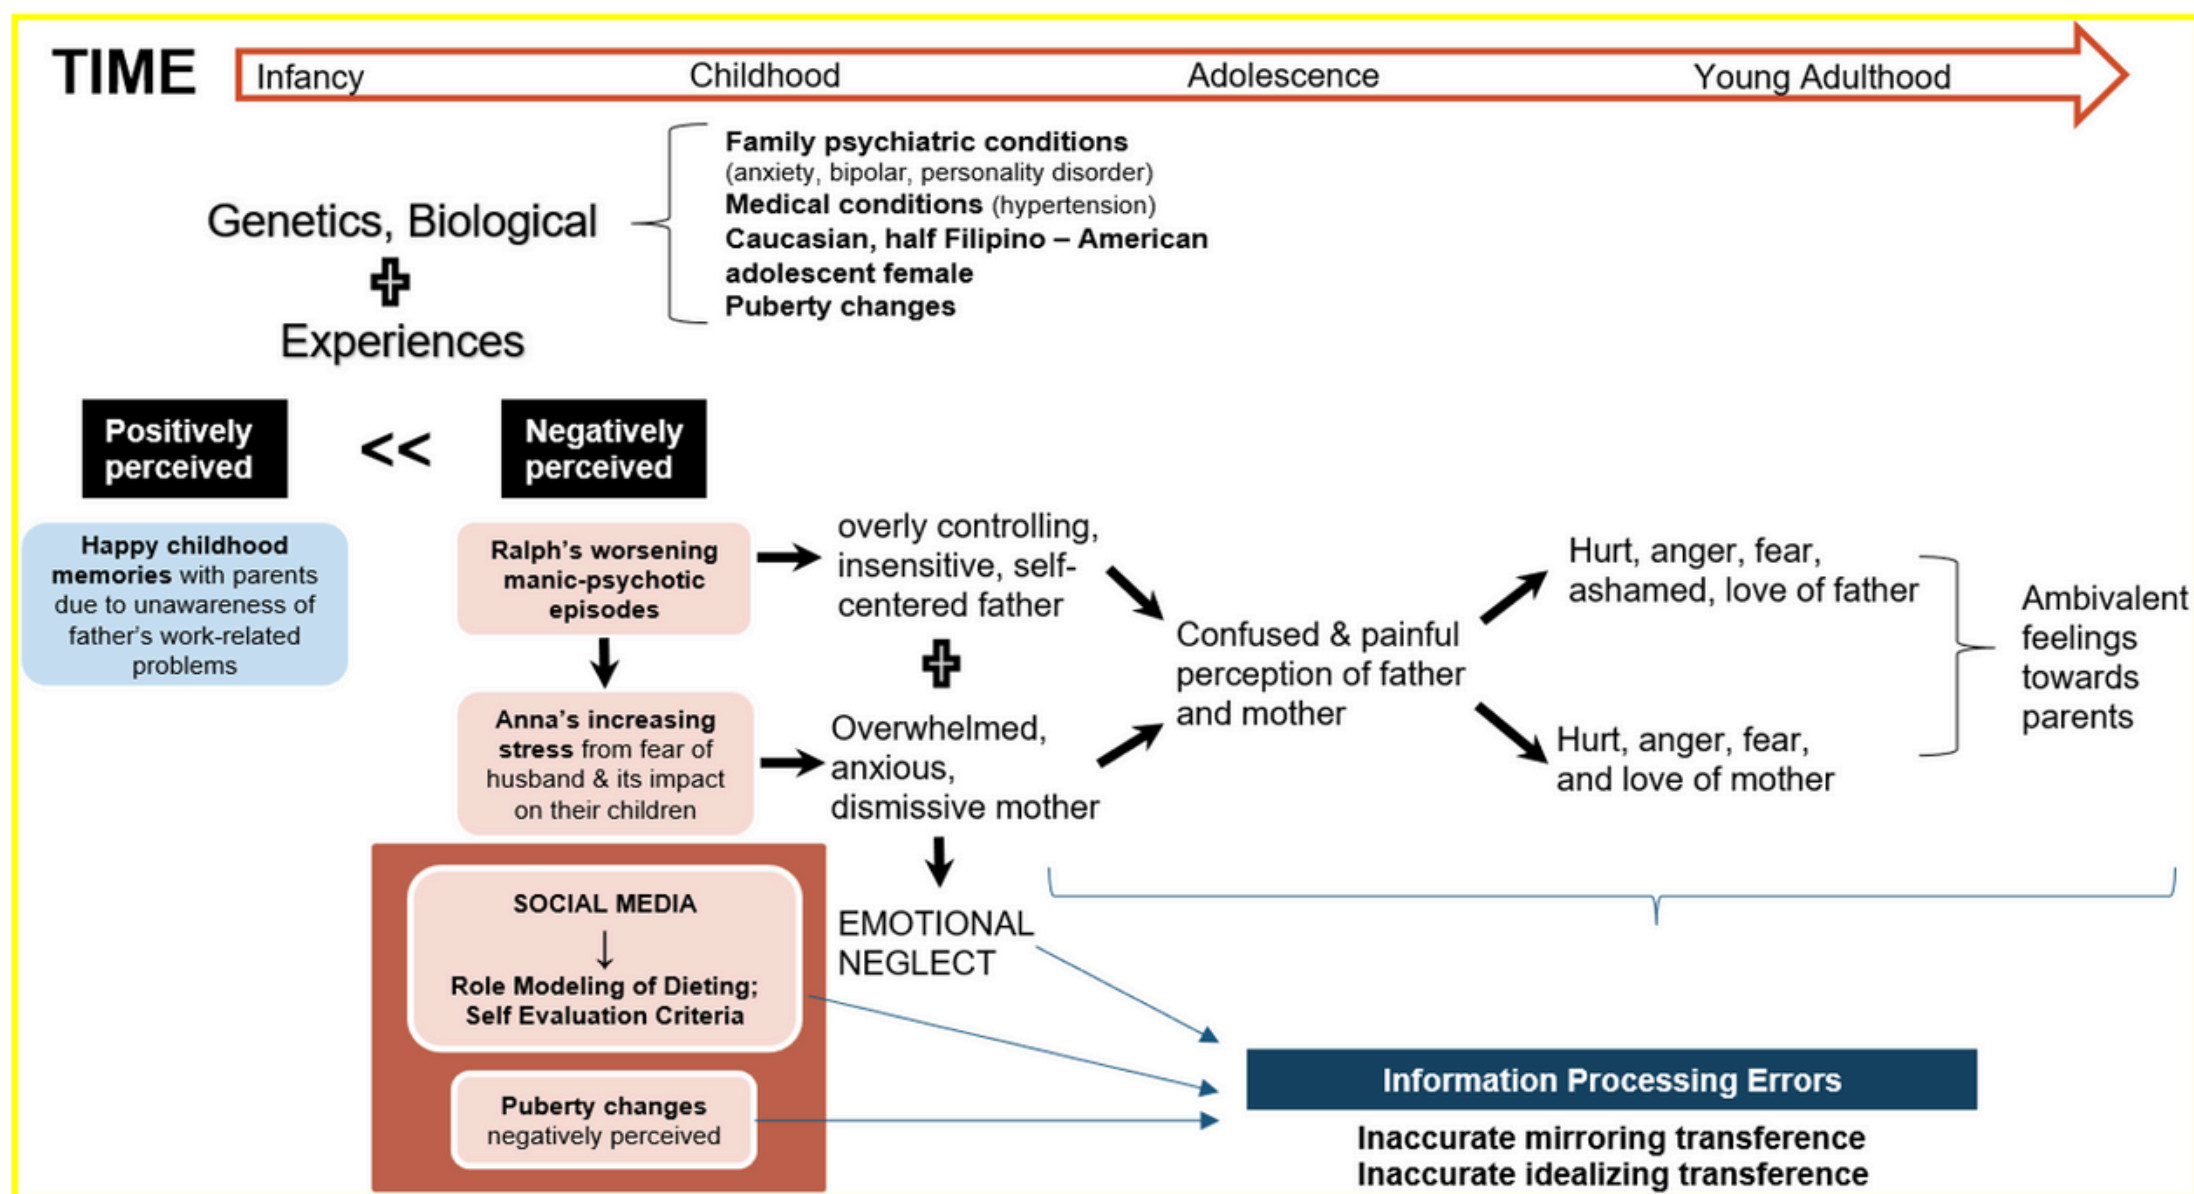 TIME
Infancy
Childhood
Adolescence
Young Adulthood
Genetics, Biological
Experiences
Family psychiatric conditions
(anxiety, bipolar, personality disorder)
Medical conditions (hypertension)
Caucasian, half Filipino – American
adolescent female
Puberty changes
Positively
perceived
<<
Negatively
perceived
Happy childhood
memories with parents
due to unawareness of
father's work-related
problems
Ralph's worsening
manic-psychotic
episodes
Anna's increasing
stress from fear of
husband & its impact
on their children
overly controlling,
insensitive, self-
centered father
Overwhelmed,
anxious,
dismissive mother
Confused & painful
perception of father
and mother
Hurt, anger, fear,
ashamed, love of father
Hurt, anger, fear,
and love of mother
Ambivalent
feelings
towards
parents
SOCIAL MEDIA
Role Modeling of Dieting;
Self Evaluation Criteria
Puberty changes
negatively perceived
EMOTIONAL
NEGLECT
Information Processing Errors
Inaccurate mirroring transference
Inaccurate idealizing transference